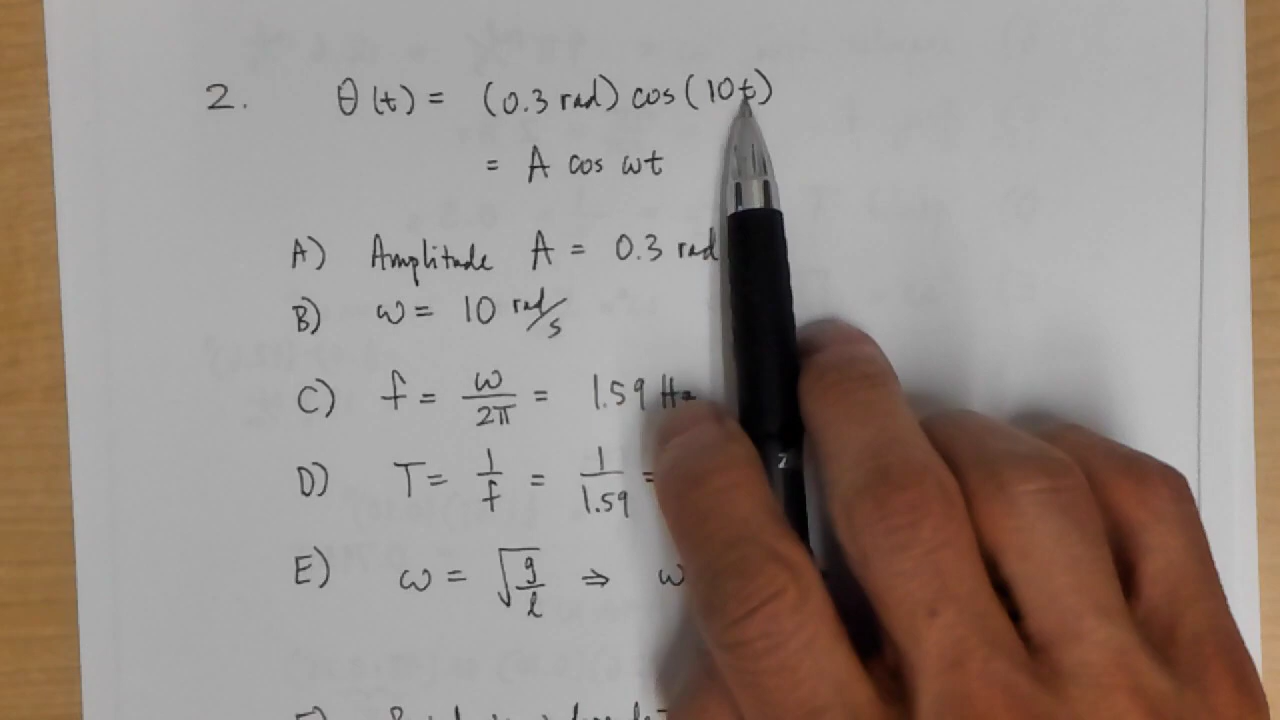 2. θ(t) = (0.3 rad) cos(10t)
= A cos ωt
A) Amplitude A = 0.3 rad
B) ω = 10 rad/s
C) f = ω/2π = 1.59 Hz
D) T = 1/f = 1/1.59 =
E) ω = √(g/l) ⇒ ω